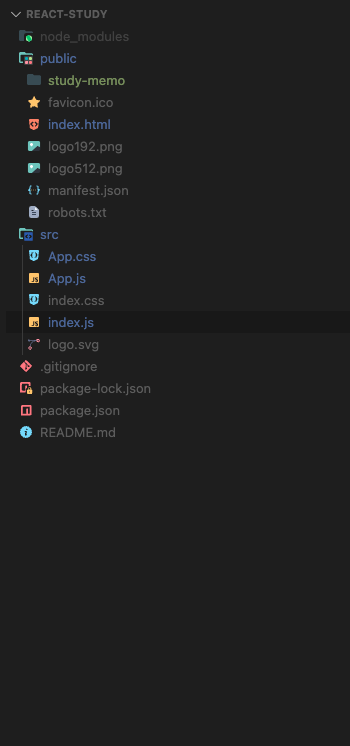 REACT-STUDY
node_modules
public
study-memo
favicon.ico
index.html
logo192.png
logo512.png
manifest.json
robots.txt
src
App.css
App.js
index.css
index.js
logo.svg
.gitignore
package-lock.json
package.json
README.md